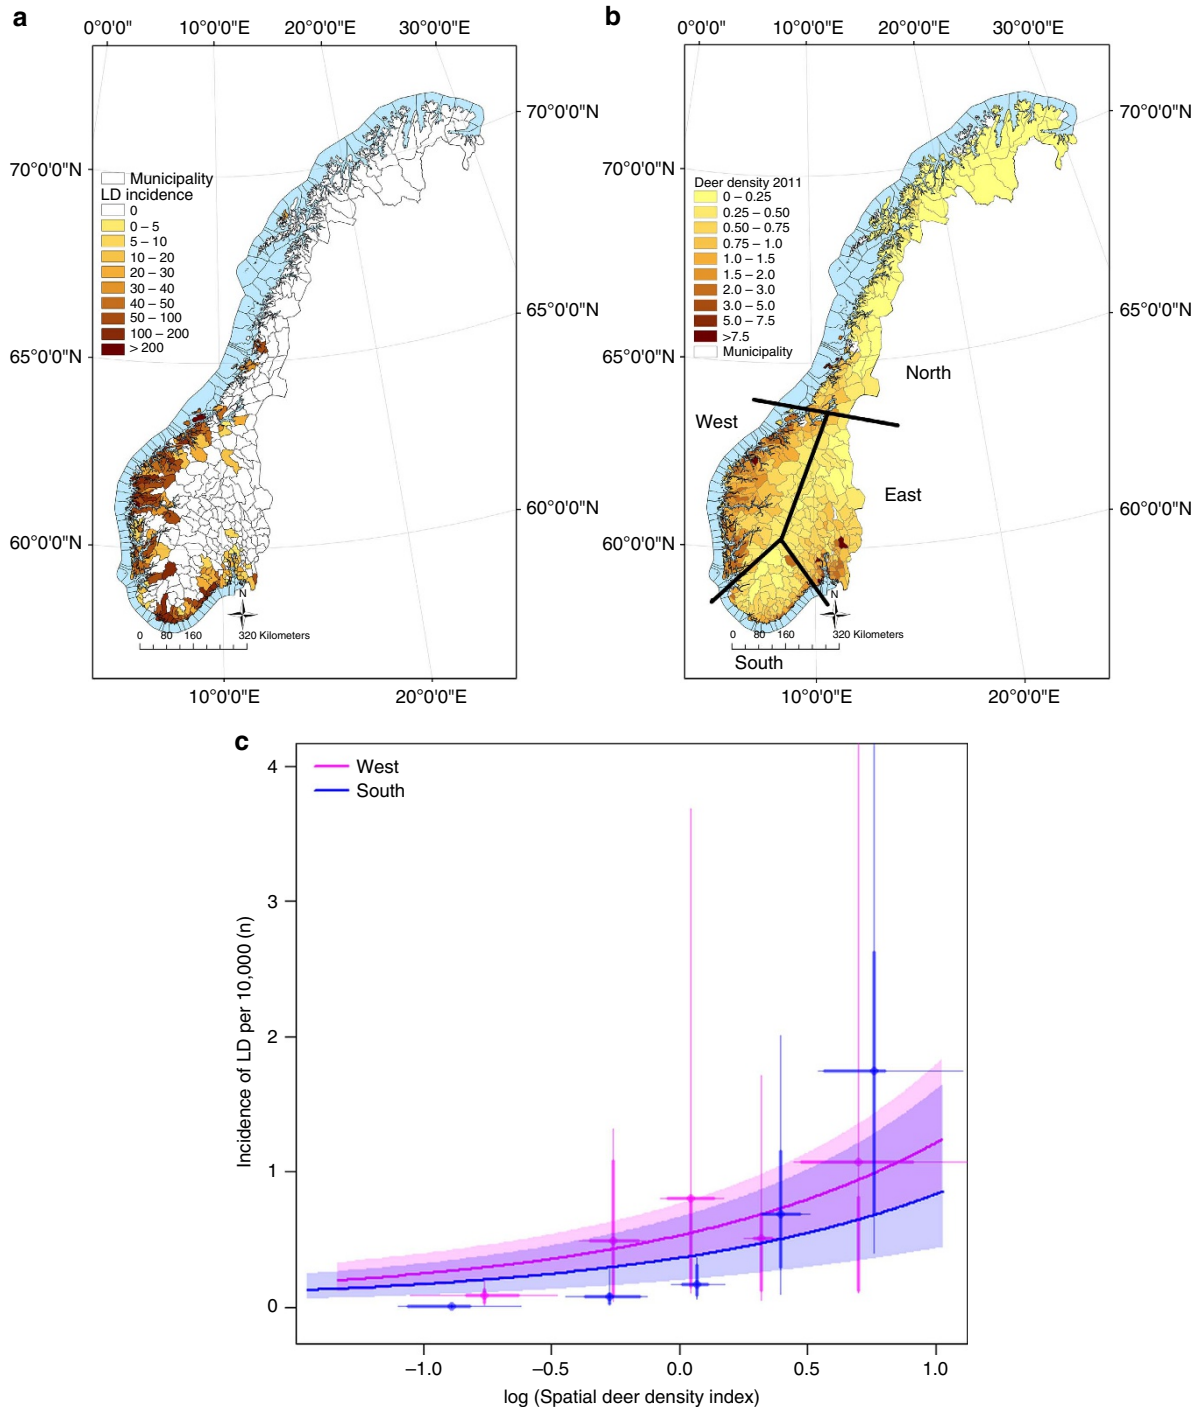 a
0°0'0"
10°0'0"E
20°0'0"E
30°0'0"E
70°0'0"N
70°0'0"N
65°0'0"N
65°0'0"N
60°0'0"N
60°0'0"N
Municipality
LD incidence
0
0 – 5
5 – 10
10 – 20
20 – 30
30 – 40
40 – 50
50 – 100
100 – 200
> 200
N
0 80 160 320 Kilometers
10°0'0"E
20°0'0"E
b
0°0'0"
10°0'0"E
20°0'0"E
30°0'0"E
70°0'0"N
70°0'0"N
65°0'0"N
65°0'0"N
60°0'0"N
60°0'0"N
Deer density 2011
0 – 0.25
0.25 – 0.50
0.50 – 0.75
0.75 – 1.0
1.0 – 1.5
1.5 – 2.0
2.0 – 3.0
3.0 – 5.0
5.0 – 7.5
>7.5
Municipality
North
West
East
N
0 80 160 320 Kilometers
South
10°0'0"E
20°0'0"E
c
West
South
4
3
2
1
0
Incidence of LD per 10,000 (n)
–1.0
–0.5
0.0
0.5
1.0
log (Spatial deer density index)